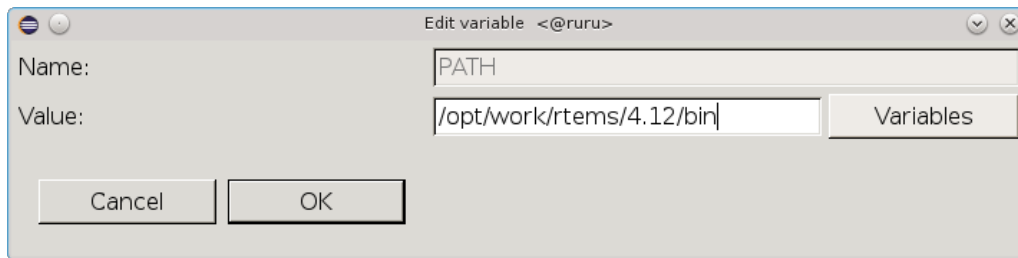 Edit variable <@ruru>
Name: PATH
Value: /opt/work/rtems/4.12/bin Variables
Cancel OK